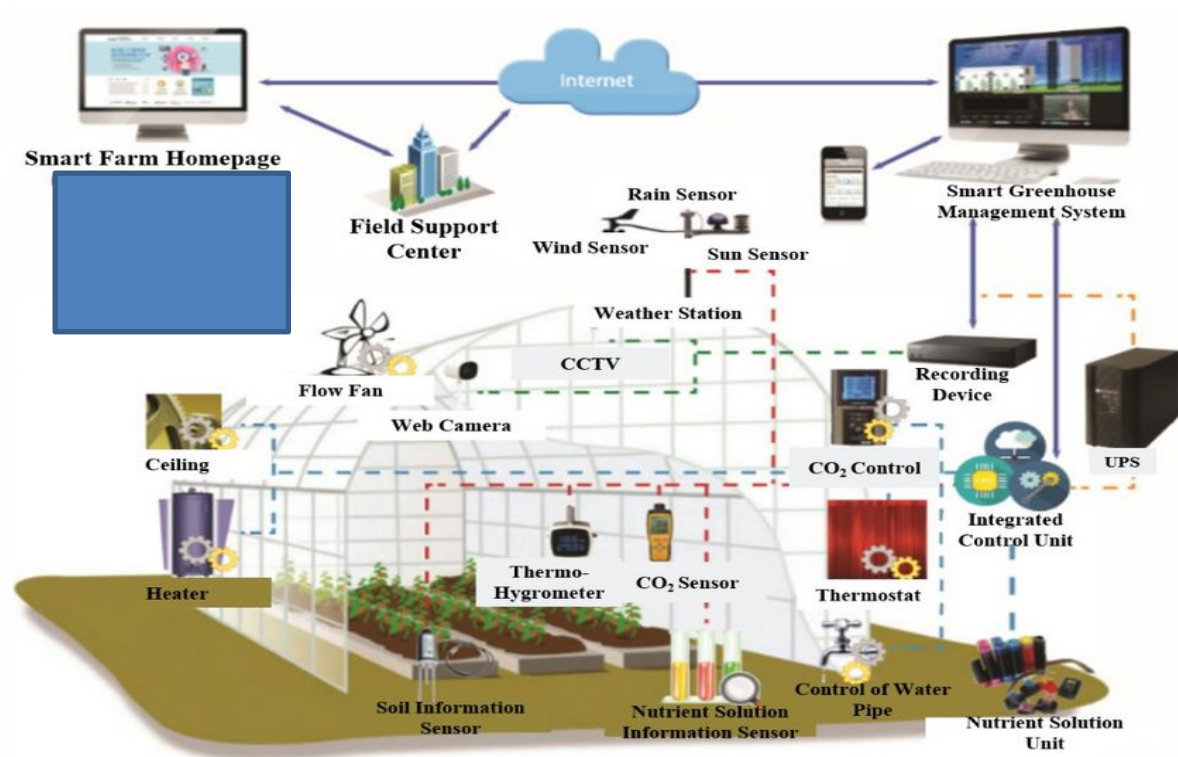 Internet
Smart Farm Homepage
Field Support
Center
Smart Greenhouse
Management System
Rain Sensor
Wind Sensor
Sun Sensor
Weather Station
CCTV
Flow Fan
Web Camera
Recording
Device
Ceiling
CO₂ Control
UPS
Integrated
Control Unit
Thermo-
Hygrometer
CO₂ Sensor
Heater
Thermostat
Soil Information
Sensor
Nutrient Solution
Information Sensor
Control of Water
Pipe
Nutrient Solution
Unit